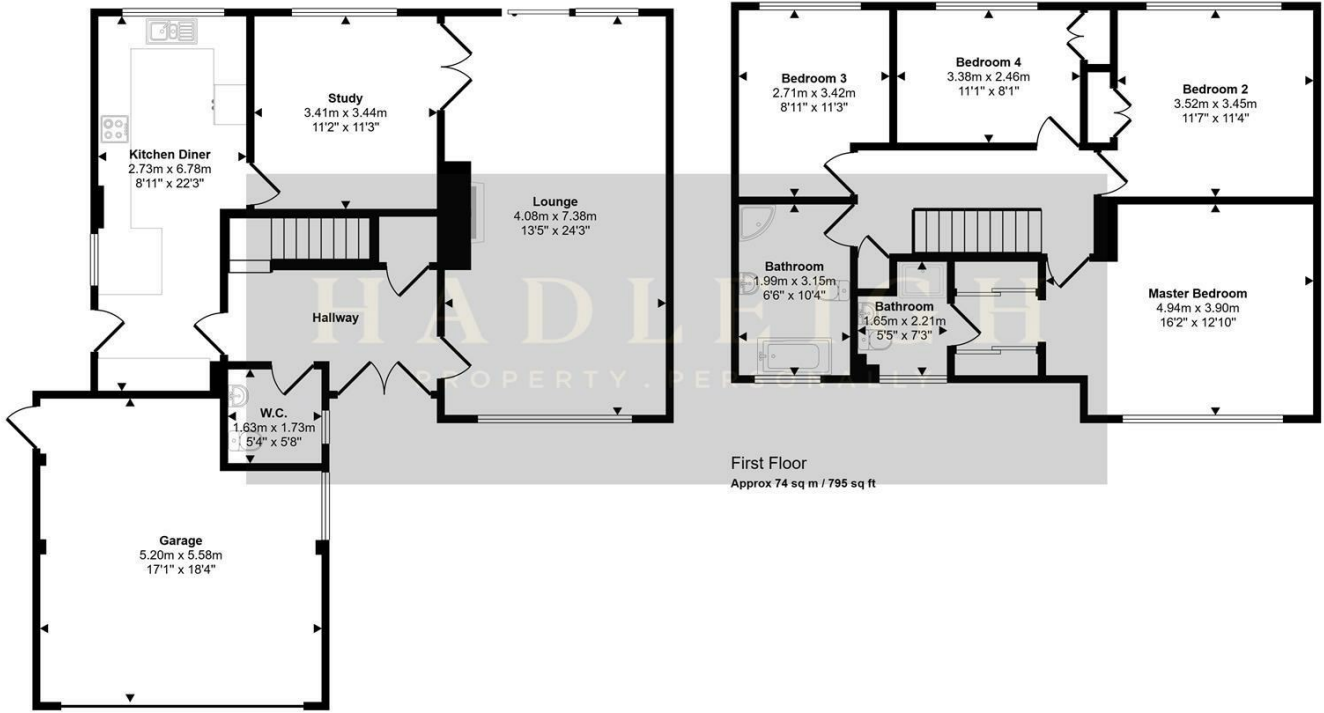 Kitchen Diner
2.73m x 6.78m
8'11" x 22'3"
Study
3.41m x 3.44m
11'2" x 11'3"
Lounge
4.08m x 7.38m
13'5" x 24'3"
Hallway
W.C.
1.63m x 1.73m
5'4" x 5'8"
Garage
5.20m x 5.58m
17'1" x 18'4"
Bedroom 3
2.71m x 3.42m
8'11" x 11'3"
Bedroom 4
3.38m x 2.46m
11'1" x 8'1"
Bedroom 2
3.52m x 3.45m
11'7" x 11'4"
Bathroom
1.99m x 3.15m
6'6" x 10'4"
Bathroom
1.65m x 2.21m
5'5" x 7'3"
Master Bedroom
4.94m x 3.90m
16'2" x 12'10"
First Floor
Approx 74 sq m / 795 sq ft
HADLEIGH
PROPERTY. PERSONALLY